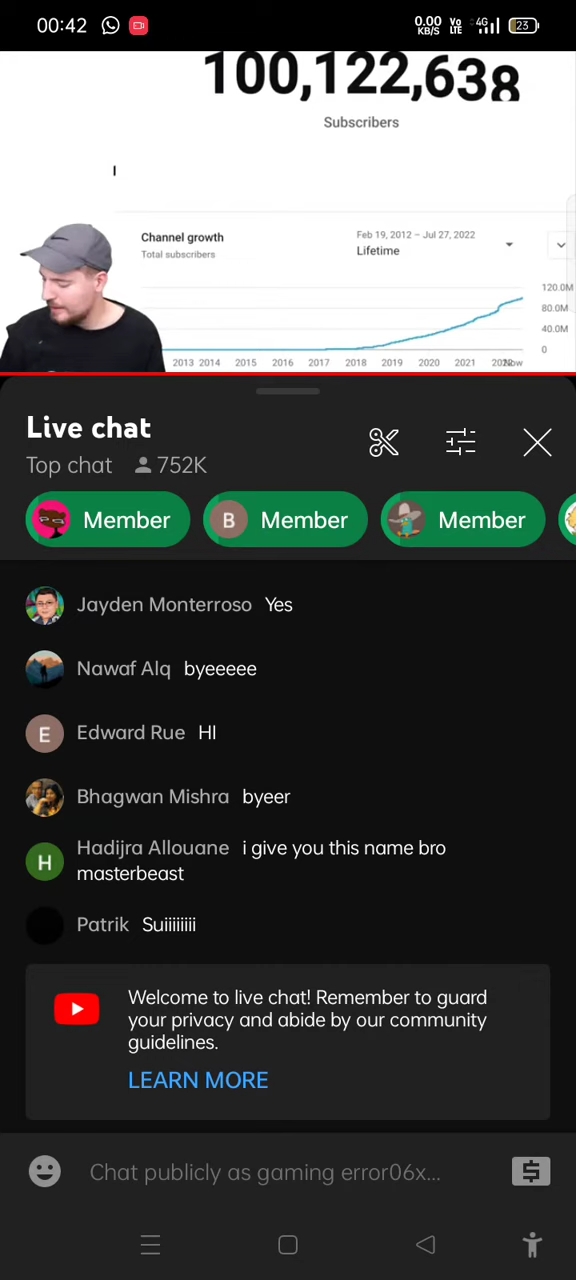 00:42
0.00 KB/S Vo LTE 4G 23
100,122,638
Subscribers
Channel growth
Total subscribers
Feb 19, 2012 – Jul 27, 2022
Lifetime
120.0M
80.0M
40.0M
0
2013 2014 2015 2016 2017 2018 2019 2020 2021 Now
Live chat
Top chat 752K
Member
B Member
Member
Jayden Monterroso Yes
Nawaf Alq byeeeee
E Edward Rue HI
Bhagwan Mishra byeer
H Hadijra Allouane i give you this name bro
masterbeast
Patrik Suiiiiiiii
Welcome to live chat! Remember to guard
your privacy and abide by our community
guidelines.
LEARN MORE
Chat publicly as gaming error06x...